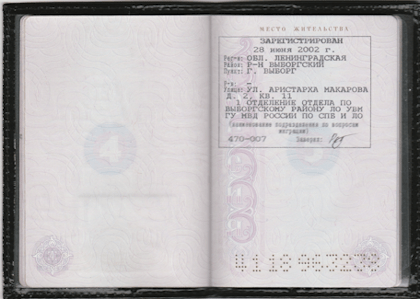 МЕСТО ЖИТЕЛЬСТВА
ЗАРЕГИСТРИРОВАН
28 июня 2002 г.
Рег-н: ОБЛ. ЛЕНИНГРАДСКАЯ
Район: Р-Н ВЫБОРГСКИЙ
Пункт: Г. ВЫБОРГ
Р-н: -
Улица: УЛ. АРИСТАРХА МАКАРОВА
Д. 2, КВ. 11
1 ОТДЕЛЕНИЕ ОТДЕЛА ПО
ВЫБОРГСКОМУ РАЙОНУ ЛО УВМ
ГУ МВД РОССИИ ПО СПБ И ЛО
(наименование подразделения по вопросам
миграции)
470-007 Заверил: